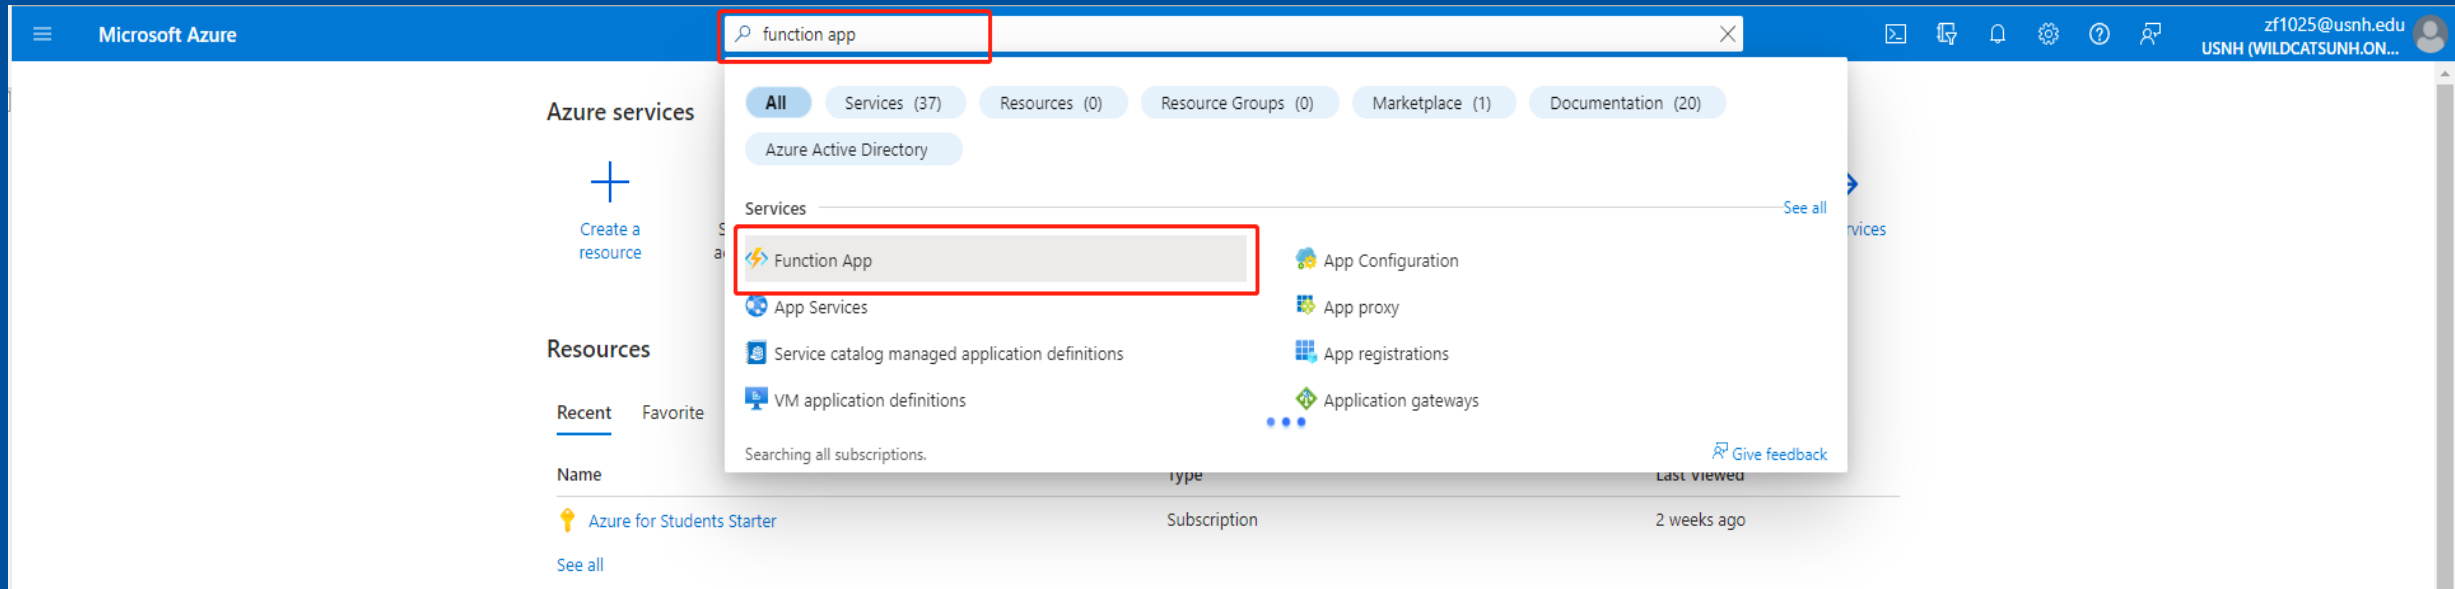 Microsoft Azure
function app
zf1025@usnh.edu
USNH (WILDCATSUNH.ON...
All
Services (37)
Resources (0)
Resource Groups (0)
Marketplace (1)
Documentation (20)
Azure Active Directory
Azure services
Create a
resource
Services
See all
Function App
App Configuration
App Services
App proxy
Service catalog managed application definitions
App registrations
VM application definitions
Application gateways
Searching all subscriptions.
Give feedback
Resources
Recent
Favorite
Name
Type
Last Viewed
Azure for Students Starter
Subscription
2 weeks ago
See all